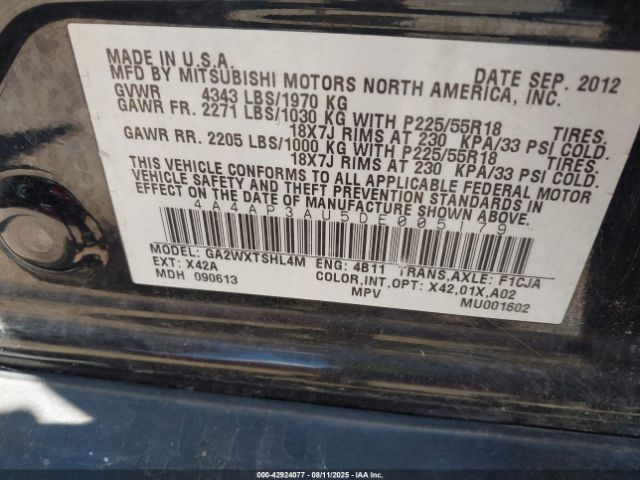 MADE IN U.S.A. DATE SEP. 2012
MFD BY MITSUBISHI MOTORS NORTH AMERICA, INC.
GVWR 4343 LBS/1970 KG
GAWR FR. 2271 LBS/1030 KG WITH P225/55R18 TIRES.
18X7J RIMS AT 230 KPA/33 PSI COLD.
GAWR RR. 2205 LBS/1000 KG WITH P225/55R18 TIRES.
18X7J RIMS AT 230 KPA/33 PSI COLD.
THIS VEHICLE CONFORMS TO ALL APPLICABLE FEDERAL MOTOR
VEHICLE SAFETY AND THEFT PREVENTION STANDARDS IN
EFFECT ON THE DATE OF MANUFACTURE SHOWN ABOVE.
4A4AP3AU5DE005179
MODEL: GA2WXTSHL4M ENG: 4B11 TRANS,AXLE: F1CJA
EXT: X42A COLOR,INT,OPT: X42,01X,A02
MDH 090613 MPV MU001602
000-42924077 | 08/11/2025 | IAAI.COM